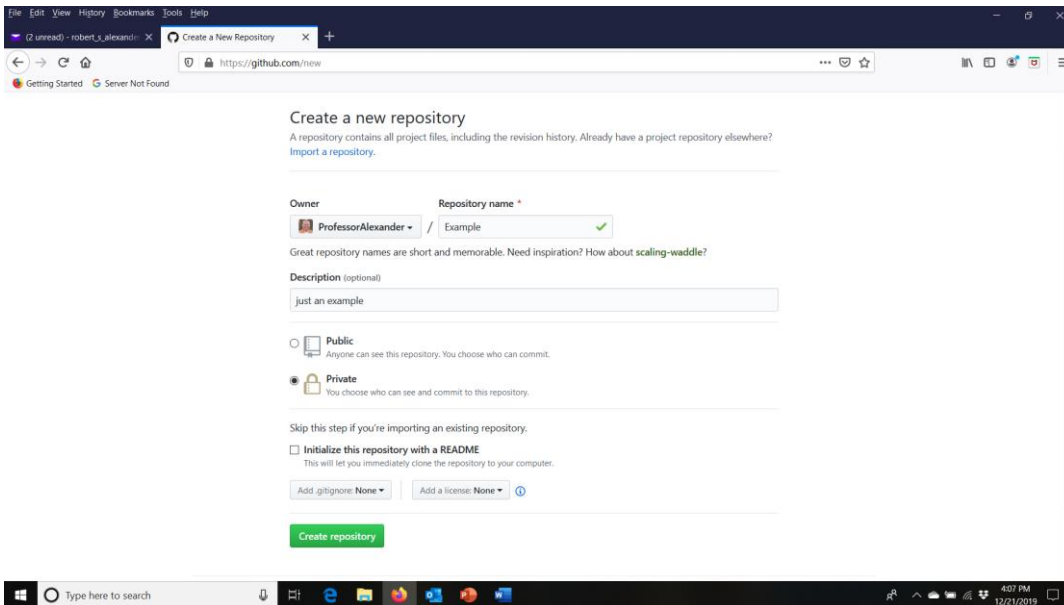 File Edit View History Bookmarks Tools Help
(2 unread) - robert_s_alexande
Create a New Repository
https://github.com/new
Getting Started Server Not Found
Create a new repository
A repository contains all project files, including the revision history. Already have a project repository elsewhere?
Import a repository.
Owner Repository name *
ProfessorAlexander / Example
Great repository names are short and memorable. Need inspiration? How about scaling-waddle?
Description (optional)
just an example
Public
Anyone can see this repository. You choose who can commit.
Private
You choose who can see and commit to this repository.
Skip this step if you're importing an existing repository.
Initialize this repository with a README
This will let you immediately clone the repository to your computer.
Add .gitignore: None Add a license: None
Create repository
Type here to search
4:07 PM
12/21/2019